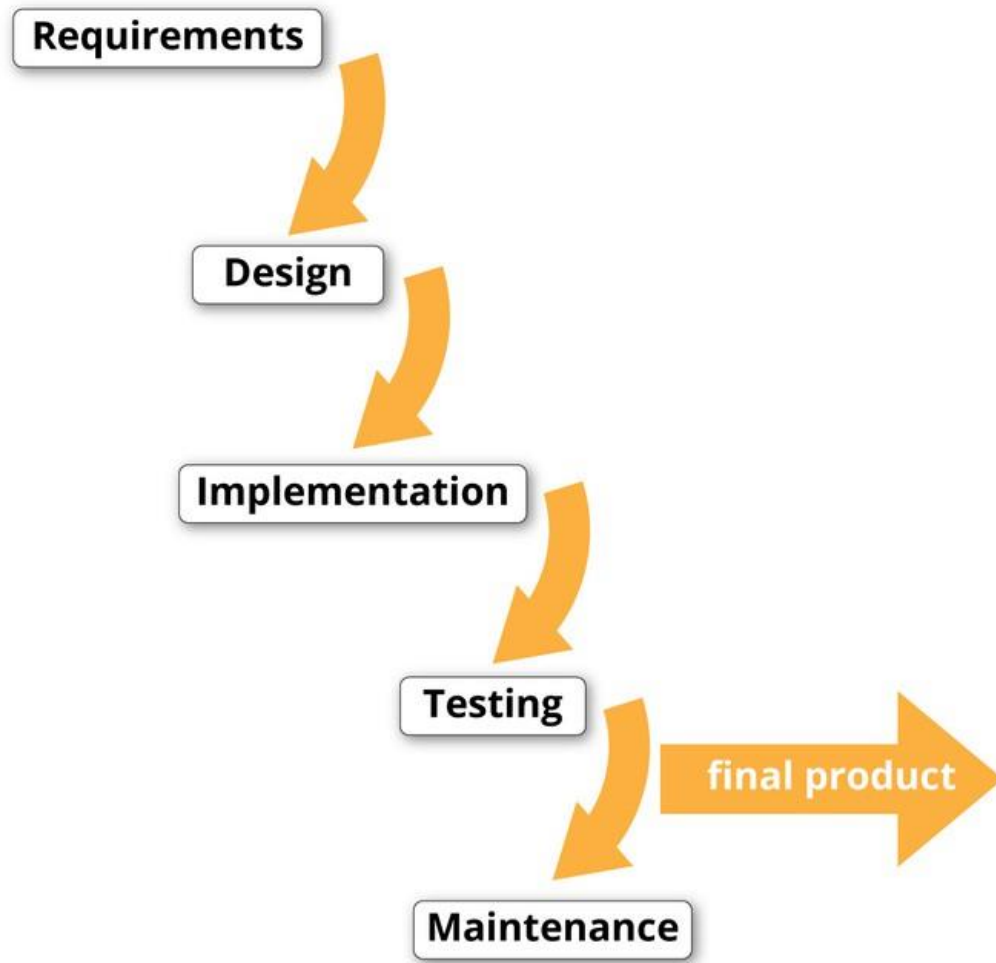 Requirements
Design
Implementation
Testing
final product
Maintenance